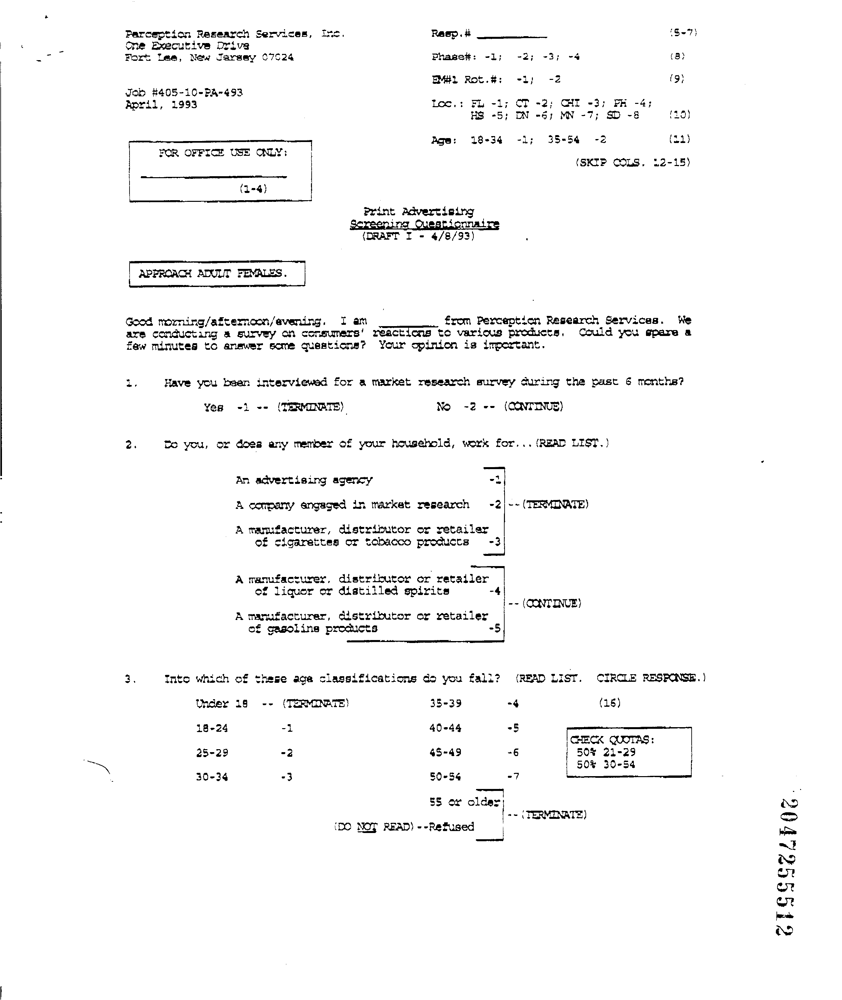 Perception Research Services, Inc.
One Executive Drive
Fort Lee, New Jersey 07024
Job #405-10-PA-493
April, 1993
Resp.# (5-7)
Phase#: -1; -2; -3; -4 (8)
EM#1 Rot.#: -1; -2 (9)
Loc.: FL -1; CT -2; CHI -3; PH -4;
HS -5; DN -6; MN -7; SD -8 (10)
Age: 18-34 -1; 35-54 -2 (11)
(SKIP COLS. 12-15)
FOR OFFICE USE ONLY:
(1-4)
Print Advertising
Screening Questionnaire
(DRAFT I - 4/8/93)
APPROACH ADULT FEMALES.
Good morning/afternoon/evening. I am ________ from Perception Research Services. We
are conducting a survey on consumers' reactions to various products. Could you spare a
few minutes to answer some questions? Your opinion is important.
1. Have you been interviewed for a market research survey during the past 6 months?
Yes -1 -- (TERMINATE) No -2 -- (CONTINUE)
2. Do you, or does any member of your household, work for...(READ LIST.)
An advertising agency -1
A company engaged in market research -2 -- (TERMINATE)
A manufacturer, distributor or retailer
of cigarettes or tobacco products -3
A manufacturer, distributor or retailer
of liquor or distilled spirits -4
-- (CONTINUE)
A manufacturer, distributor or retailer
of gasoline products -5
3. Into which of these age classifications do you fall? (READ LIST. CIRCLE RESPONSE.)
Under 18 -- (TERMINATE) 35-39 -4 (16)
18-24 -1 40-44 -5
25-29 -2 45-49 -6
30-34 -3 50-54 -7
CHECK QUOTAS:
50% 21-29
50% 30-54
55 or older
-- (TERMINATE)
(DO NOT READ)--Refused
2047255512